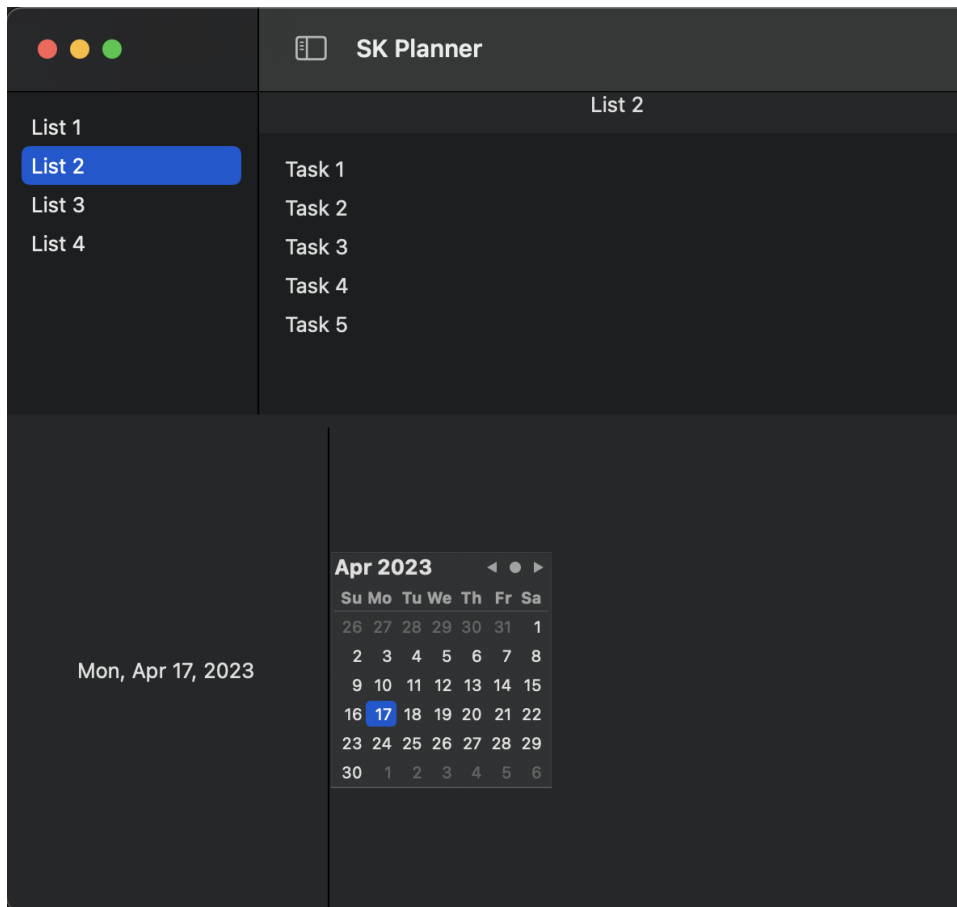 SK Planner
List 1
List 2
List 3
List 4
List 2
Task 1
Task 2
Task 3
Task 4
Task 5
Mon, Apr 17, 2023
Apr 2023
Su Mo Tu We Th Fr Sa
26 27 28 29 30 31 1
2 3 4 5 6 7 8
9 10 11 12 13 14 15
16 17 18 19 20 21 22
23 24 25 26 27 28 29
30 1 2 3 4 5 6